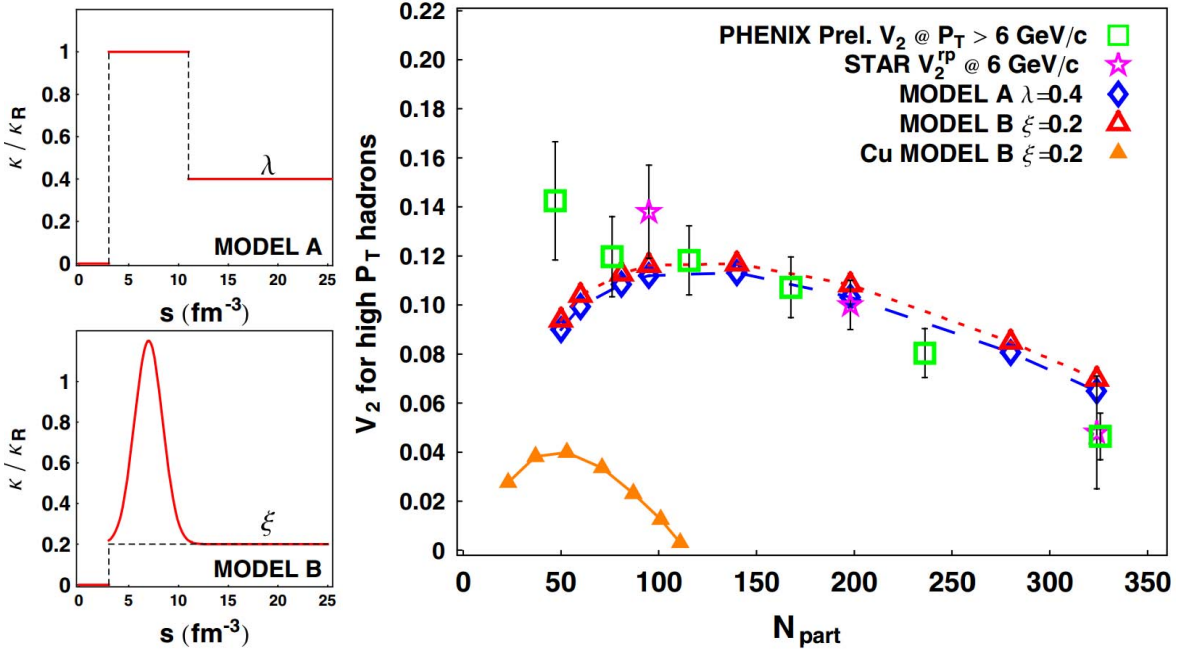 κ / κR
1
0.8
0.6
0.4
0.2
0
λ
MODEL A
0 5 10 15 20 25
s (fm-3)
κ / κR
1
0.8
0.6
0.4
0.2
0
ξ
MODEL B
0 5 10 15 20 25
s (fm-3)
V2 for high PT hadrons
0.22
0.20
0.18
0.16
0.14
0.12
0.10
0.08
0.06
0.04
0.02
0
PHENIX Prel. V2 @ PT > 6 GeV/c
STAR V2rp @ 6 GeV/c
MODEL A λ=0.4
MODEL B ξ=0.2
Cu MODEL B ξ=0.2
0 50 100 150 200 250 300 350
Npart